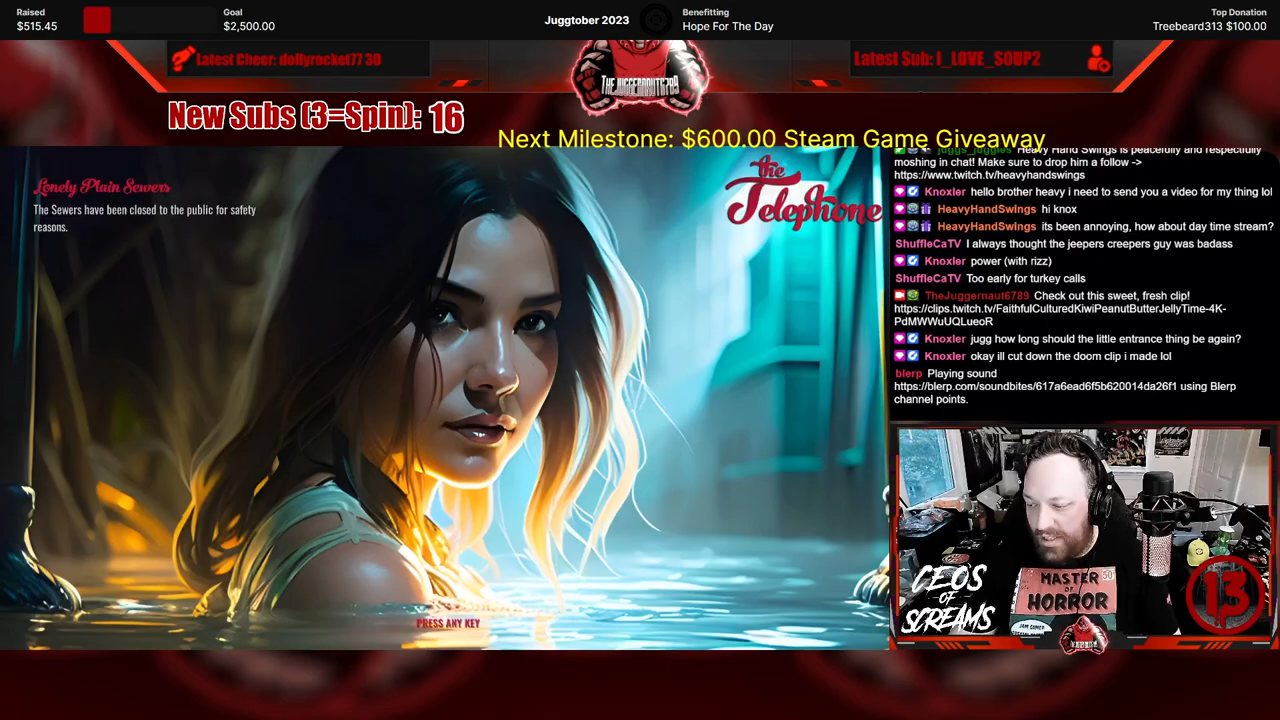 Raised
$515.45
Goal
$2,500.00
Juggtober 2023
Benefitting
Hope For The Day
Top Donation
Treebeard313 $100.00
Latest Cheer: dollyrocket77 30
THEJUGGERNAUT6789
Latest Sub: I_LOVE_SOUP2
New Subs (3=Spin): 16
Next Milestone: $600.00 Steam Game Giveaway
Lonely Plain Sewers
The Sewers have been closed to the public for safety
reasons.
the
Telephone
PRESS ANY KEY
juggs_juggies Heavy Hand Swings is peacefully and respectfully
moshing in chat! Make sure to drop him a follow ->
https://www.twitch.tv/heavyhandswings
Knoxler hello brother heavy i need to send you a video for my thing lol
HeavyHandSwings hi knox
HeavyHandSwings its been annoying, how about day time stream?
ShuffleCaTV I always thought the jeepers creepers guy was badass
Knoxler power (with rizz)
ShuffleCaTV Too early for turkey calls
TheJuggernaut6789 Check out this sweet, fresh clip!
https://clips.twitch.tv/FaithfulCulturedKiwiPeanutButterJellyTime-4K-
PdMWWuUQLueoR
Knoxler jugg how long should the little entrance thing be again?
Knoxler okay ill cut down the doom clip i made lol
blerp Playing sound
https://blerp.com/soundbites/617a6ead6f5b620014da26f1 using Blerp
channel points.
CEOS
OF
SCREAMS
MASTER
OF
HORROR
50
13